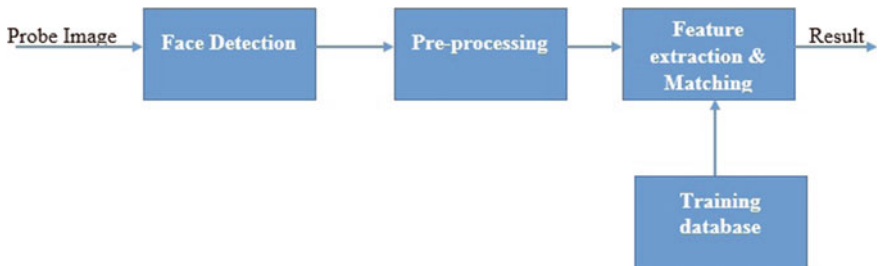 Probe Image
Face Detection
Pre-processing
Feature
extraction &
Matching
Result
Training
database